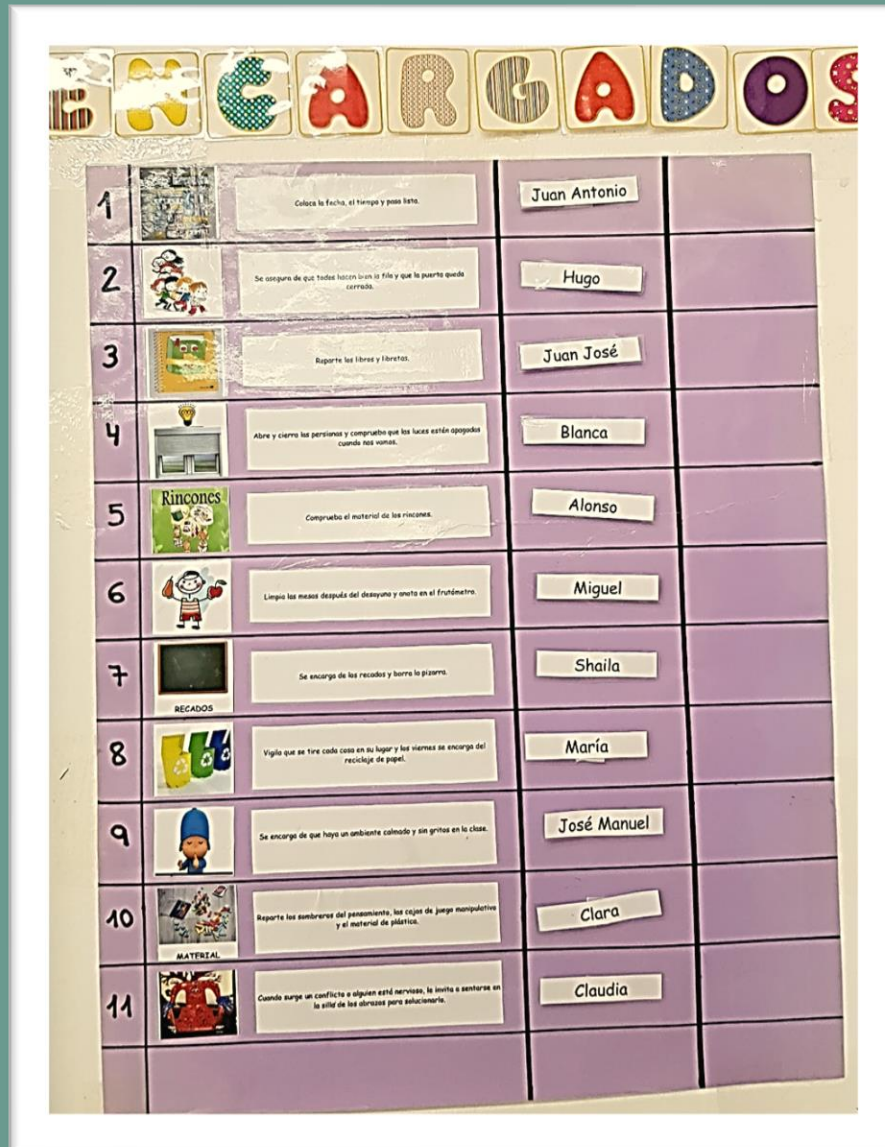 ENCARGADOS
1
Coloca la fecha, el tiempo y pasa lista.
Juan Antonio
2
Se asegura de que todos hacen bien la fila y que la puerta queda
cerrada.
Hugo
3
Reparte los libros y libretas.
Juan José
4
Abre y cierra las persianas y comprueba que las luces estén apagadas
cuando nos vamos.
Blanca
5
Rincones
Comprueba el material de los rincones.
Alonso
6
Limpia las mesas después del desayuno y anota en el frutómetro.
Miguel
7
RECADOS
Se encarga de los recados y borra la pizarra.
Shaila
8
Vigila que se tire cada cosa en su lugar y los viernes se encarga del
reciclaje de papel.
María
9
Se encarga de que haya un ambiente calmado y sin gritos en la clase.
José Manuel
10
MATERIAL
Reparte los sombreros del pensamiento, las cajas de juego manipulativo
y el material de plástica.
Clara
11
Cuando surge un conflicto o alguien está nervioso, le invita a sentarse en
la silla de los abrazos para solucionarlo.
Claudia